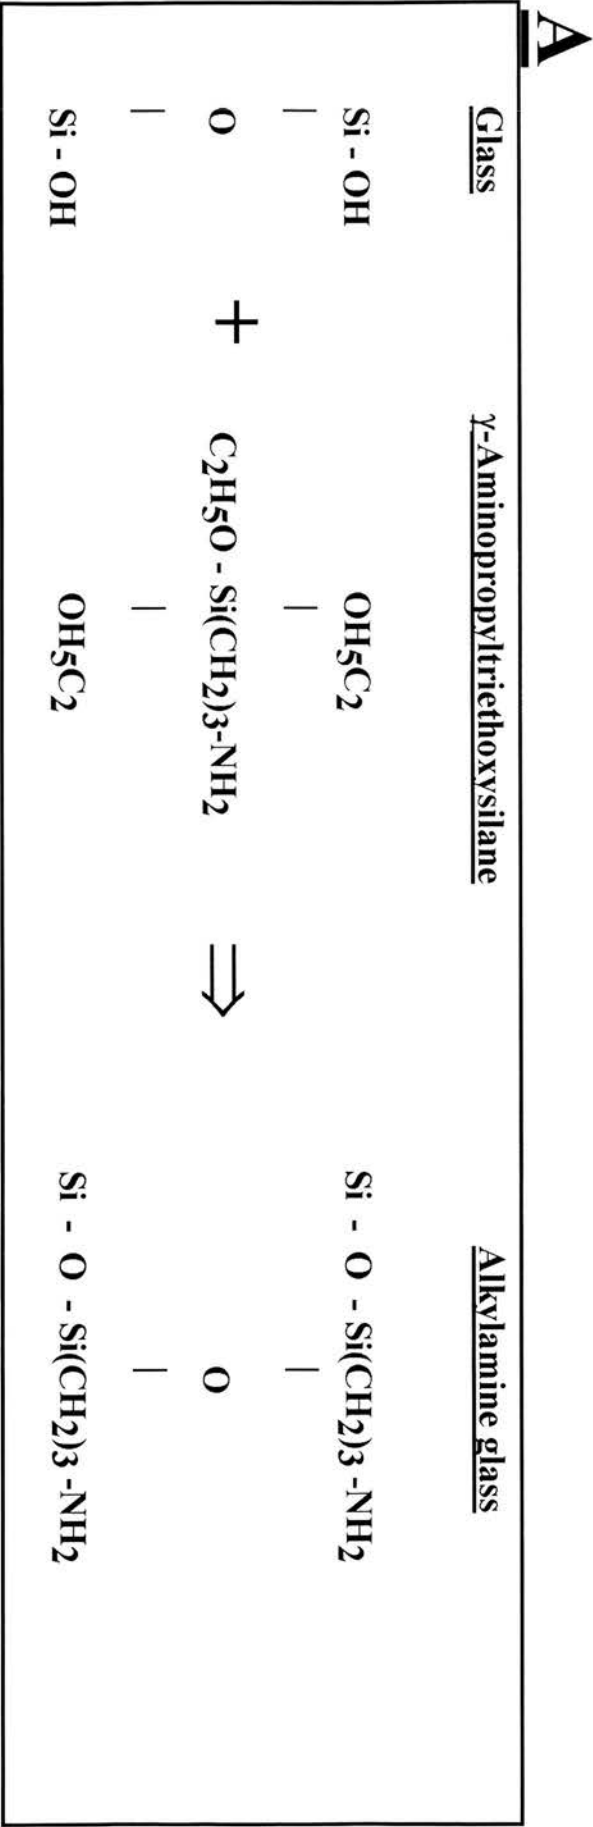 A
Glass γ-Aminopropyltriethoxysilane Alkylamine glass
Si - OH OH5C2 Si - O - Si(CH2)3 -NH2
| | |
O + C2H5O - Si(CH2)3-NH2 ⇒ O
| | |
Si - OH OH5C2 Si - O - Si(CH2)3 -NH2